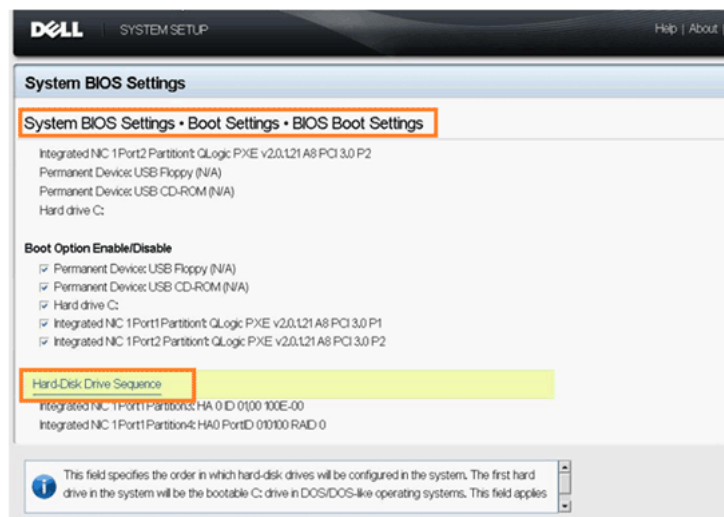 DELL SYSTEM SETUP Help | About |
System BIOS Settings
System BIOS Settings • Boot Settings • BIOS Boot Settings
Integrated NIC 1 Port2 Partition1: QLogic PXE v2.0.1.21 A8 PCI 3.0 P2
Permanent Device: USB Floppy (N/A)
Permanent Device: USB CD-ROM (N/A)
Hard drive C:
Boot Option Enable/Disable
Permanent Device: USB Floppy (N/A)
Permanent Device: USB CD-ROM (N/A)
Hard drive C:
Integrated NIC 1 Port1 Partition1: QLogic PXE v2.0.1.21 A8 PCI 3.0 P1
Integrated NIC 1 Port2 Partition1: QLogic PXE v2.0.1.21 A8 PCI 3.0 P2
Hard-Disk Drive Sequence
Integrated NIC 1 Port1 Partition3: HA 0 ID 01,00 100E-00
Integrated NIC 1 Port1 Partition4: HA0 PortID 010100 RAID 0
This field specifies the order in which hard-disk drives will be configured in the system. The first hard
drive in the system will be the bootable C: drive in DOS/DOS-like operating systems. This field applies